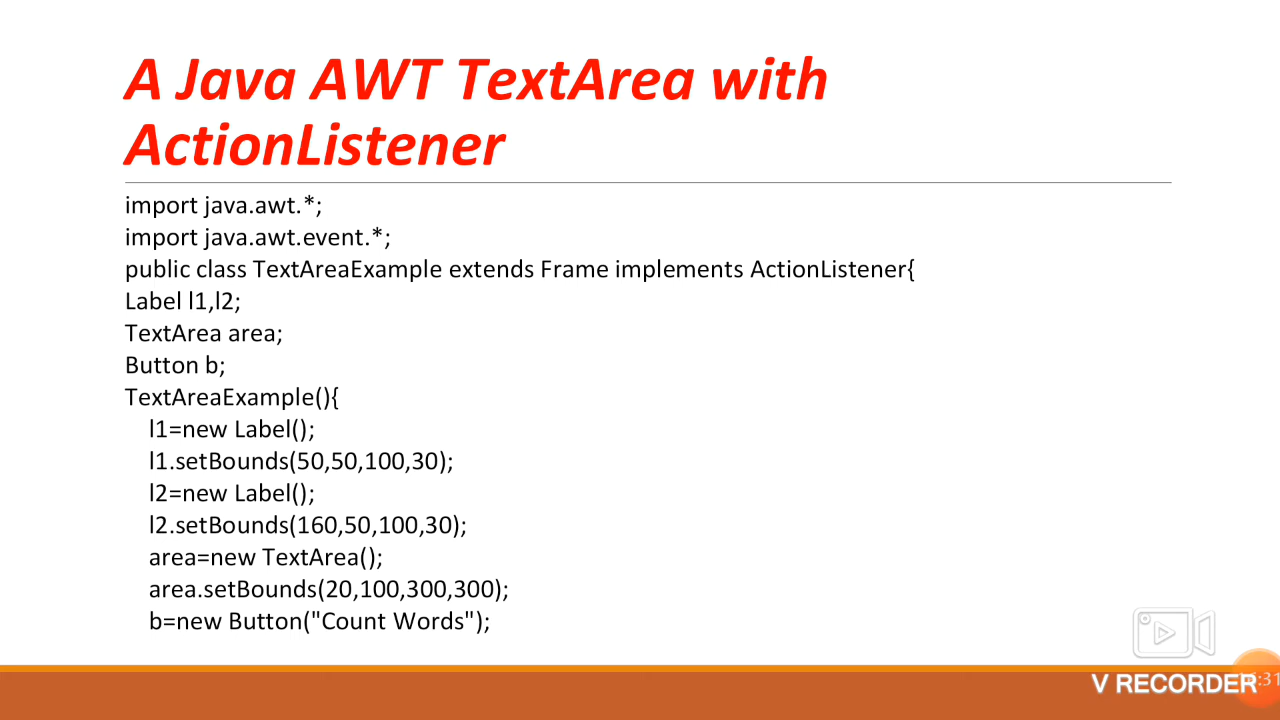 A Java AWT TextArea with
ActionListener
import java.awt.*;
import java.awt.event.*;
public class TextAreaExample extends Frame implements ActionListener{
Label l1,l2;
TextArea area;
Button b;
TextAreaExample(){
l1=new Label();
l1.setBounds(50,50,100,30);
l2=new Label();
l2.setBounds(160,50,100,30);
area=new TextArea();
area.setBounds(20,100,300,300);
b=new Button("Count Words");
V RECORDER